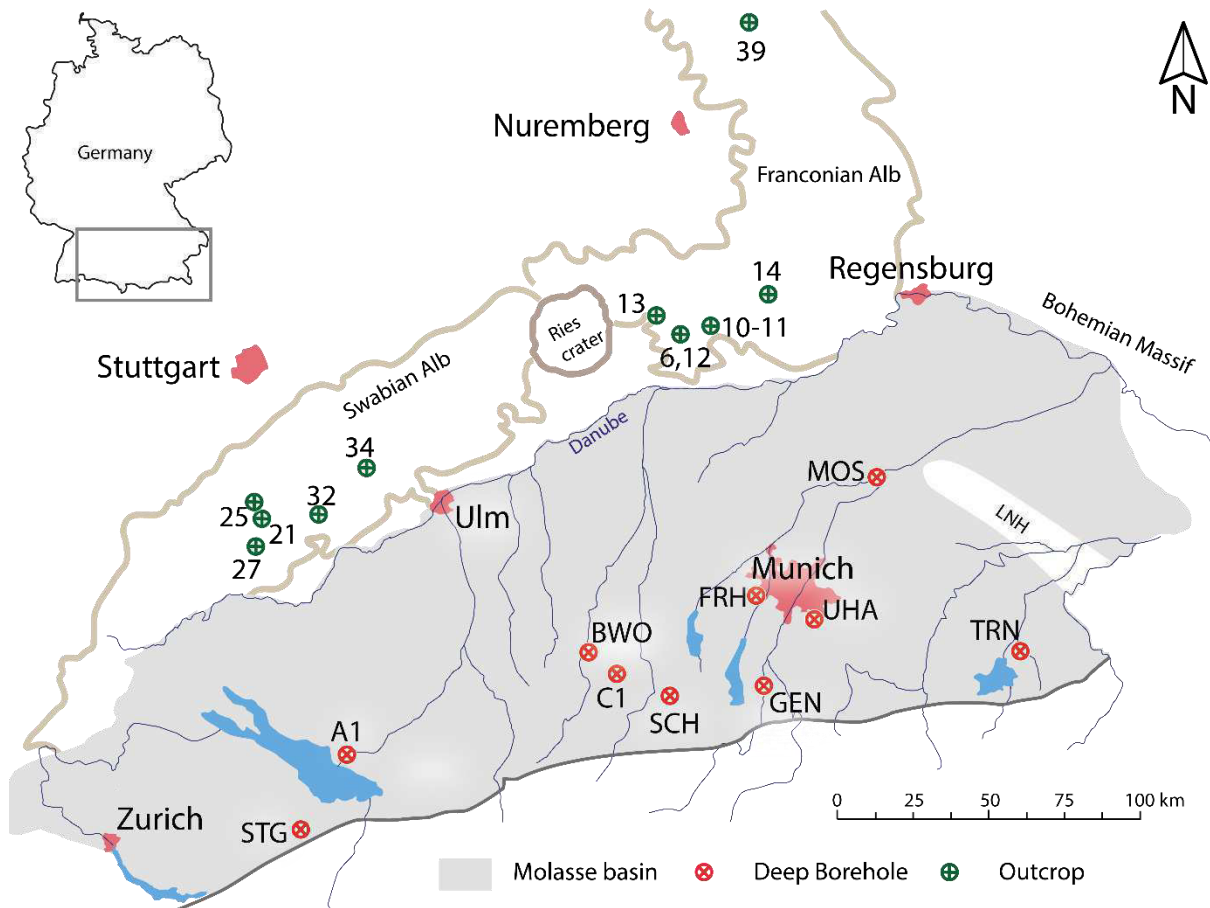 39
N
Nuremberg
Germany
Franconian Alb
Regensburg
14
13
10-11
Ries
crater
6,12
Bohemian Massif
Stuttgart
Swabian Alb
Danube
34
MOS
32
25
21
Ulm
LNH
27
Munich
FRH
UHA
BWO
TRN
C1
SCH
GEN
A1
0 25 50 75 100 km
Zurich
STG
Molasse basin Deep Borehole Outcrop